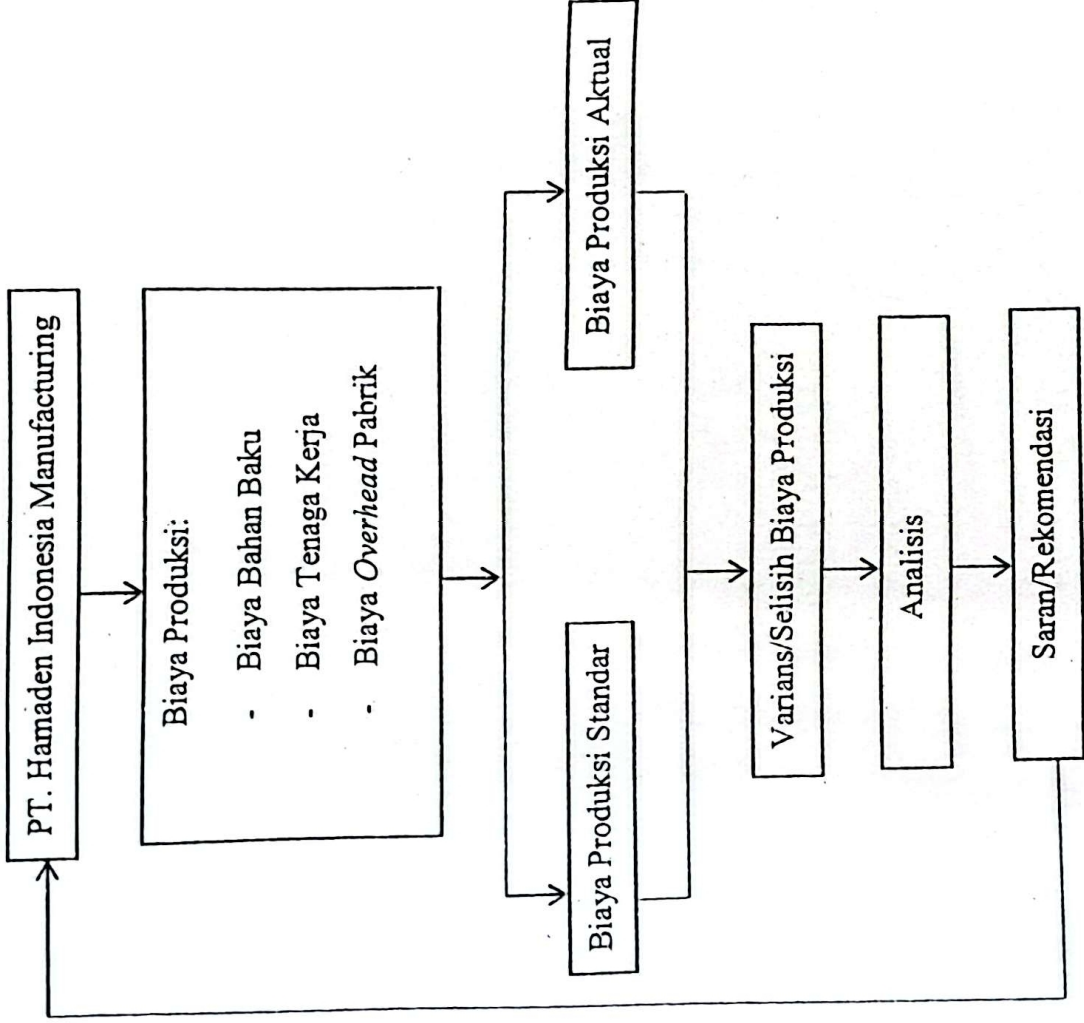 PT. Hamaden Indonesia Manufacturing
Biaya Produksi:
- Biaya Bahan Baku
- Biaya Tenaga Kerja
- Biaya Overhead Pabrik
Biaya Produksi Standar
Biaya Produksi Aktual
Varians/Selisih Biaya Produksi
Analisis
Saran/Rekomendasi